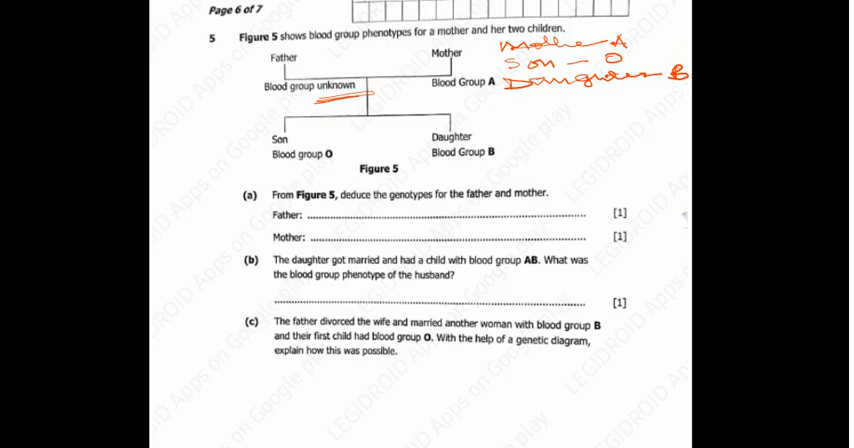 Page 6 of 7
5 Figure 5 shows blood group phenotypes for a mother and her two children.
Father
Mother
Mother A
Son - O
Blood group unknown
Blood Group A
B
Son
Daughter
Blood group O
Blood Group B
Figure 5
(a) From Figure 5, deduce the genotypes for the father and mother.
Father: ........................................ [1]
Mother: ........................................ [1]
(b) The daughter got married and had a child with blood group AB. What was
the blood group phenotype of the husband?
........................................ [1]
(c) The father divorced the wife and married another woman with blood group B
and their first child had blood group O. With the help of a genetic diagram,
explain how this was possible.
LEGIDROID Apps on Google play